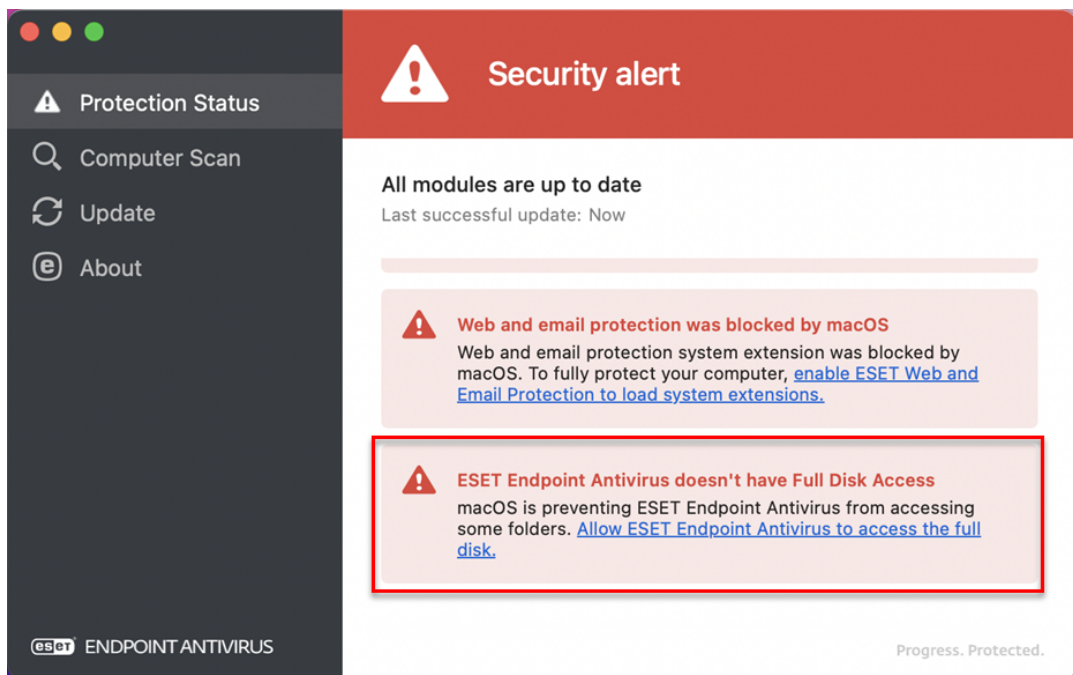 Protection Status
Computer Scan
Update
About
eset ENDPOINT ANTIVIRUS
Security alert
All modules are up to date
Last successful update: Now
Web and email protection was blocked by macOS
Web and email protection system extension was blocked by
macOS. To fully protect your computer, enable ESET Web and
Email Protection to load system extensions.
ESET Endpoint Antivirus doesn't have Full Disk Access
macOS is preventing ESET Endpoint Antivirus from accessing
some folders. Allow ESET Endpoint Antivirus to access the full
disk.
Progress. Protected.